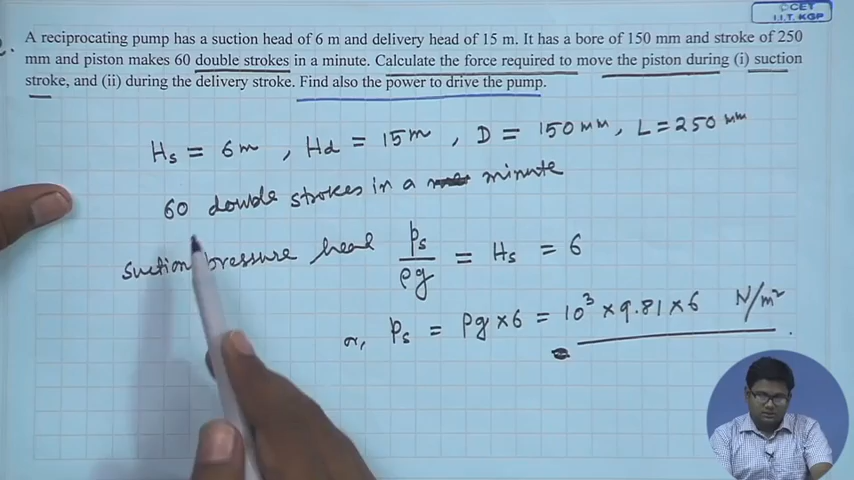 ©CET
I.I.T. KGP
A reciprocating pump has a suction head of 6 m and delivery head of 15 m. It has a bore of 150 mm and stroke of 250
mm and piston makes 60 double strokes in a minute. Calculate the force required to move the piston during (i) suction
stroke, and (ii) during the delivery stroke. Find also the power to drive the pump.
Hs = 6m , Hd = 15m , D = 150mm, L=250 mm
60 double strokes in a minute
suction pressure head ps/ρg = Hs = 6
or, ps = ρg×6 = 10³ ×9.81×6 N/m² .